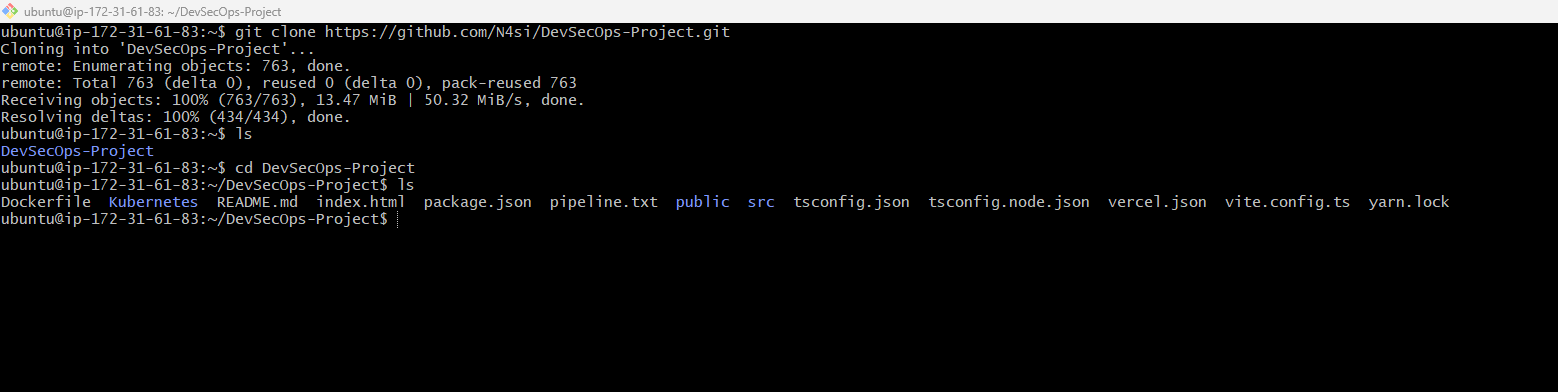 ubuntu@ip-172-31-61-83: ~/DevSecOps-Project
ubuntu@ip-172-31-61-83:~$ git clone https://github.com/N4si/DevSecOps-Project.git
Cloning into 'DevSecOps-Project'...
remote: Enumerating objects: 763, done.
remote: Total 763 (delta 0), reused 0 (delta 0), pack-reused 763
Receiving objects: 100% (763/763), 13.47 MiB | 50.32 MiB/s, done.
Resolving deltas: 100% (434/434), done.
ubuntu@ip-172-31-61-83:~$ ls
DevSecOps-Project
ubuntu@ip-172-31-61-83:~$ cd DevSecOps-Project
ubuntu@ip-172-31-61-83:~/DevSecOps-Project$ ls
Dockerfile  Kubernetes  README.md  index.html  package.json  pipeline.txt  public  src  tsconfig.json  tsconfig.node.json  vercel.json  vite.config.ts  yarn.lock
ubuntu@ip-172-31-61-83:~/DevSecOps-Project$